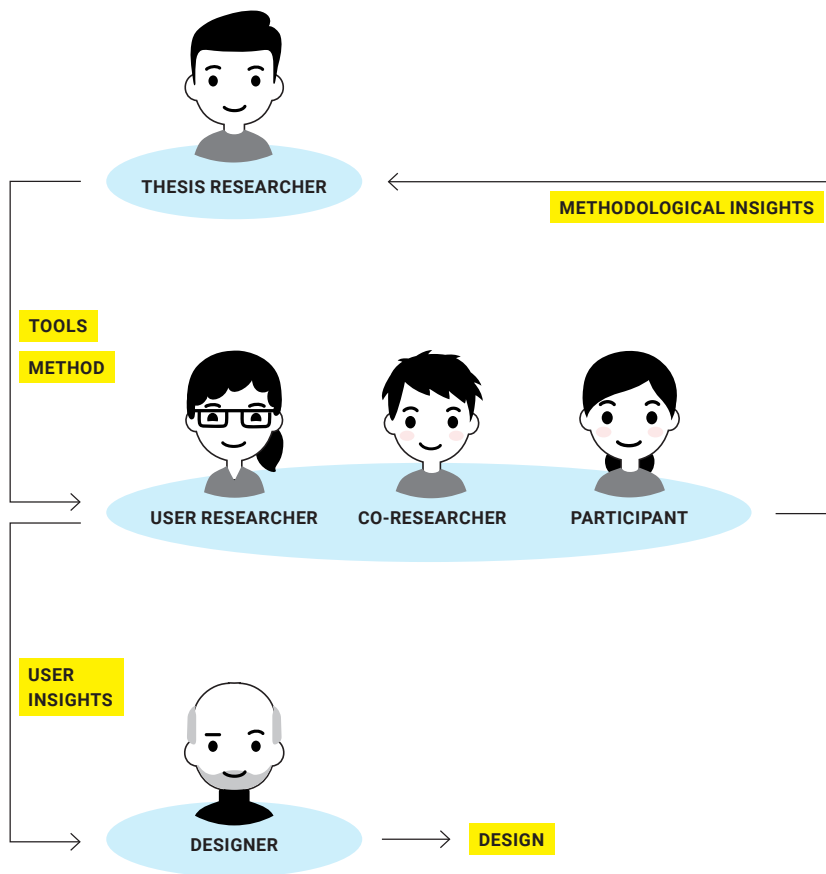 THESIS RESEARCHER
METHODOLOGICAL INSIGHTS
TOOLS
METHOD
USER RESEARCHER
CO-RESEARCHER
PARTICIPANT
USER
INSIGHTS
DESIGNER
DESIGN